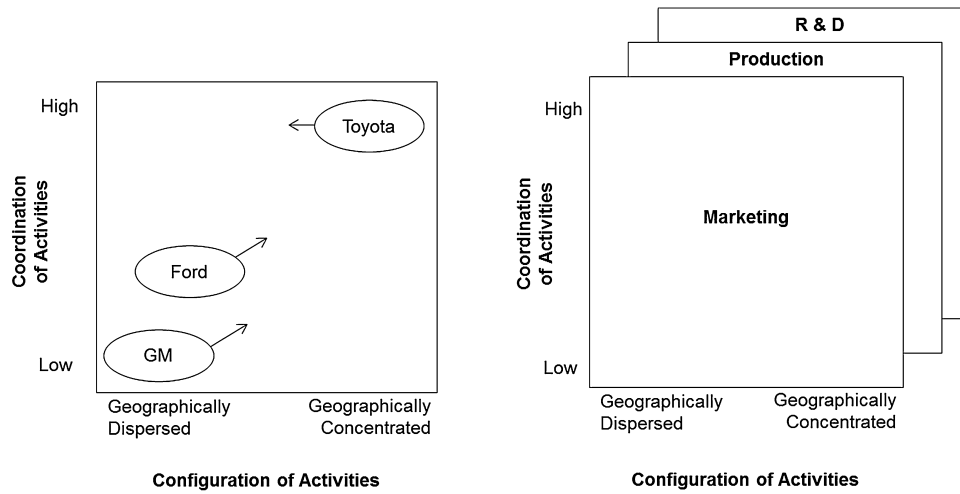 High
Toyota
Coordination
of Activities
Ford
GM
Low
Geographically
Dispersed
Geographically
Concentrated
Configuration of Activities
R & D
Production
High
Marketing
Coordination
of Activities
Low
Geographically
Dispersed
Geographically
Concentrated
Configuration of Activities